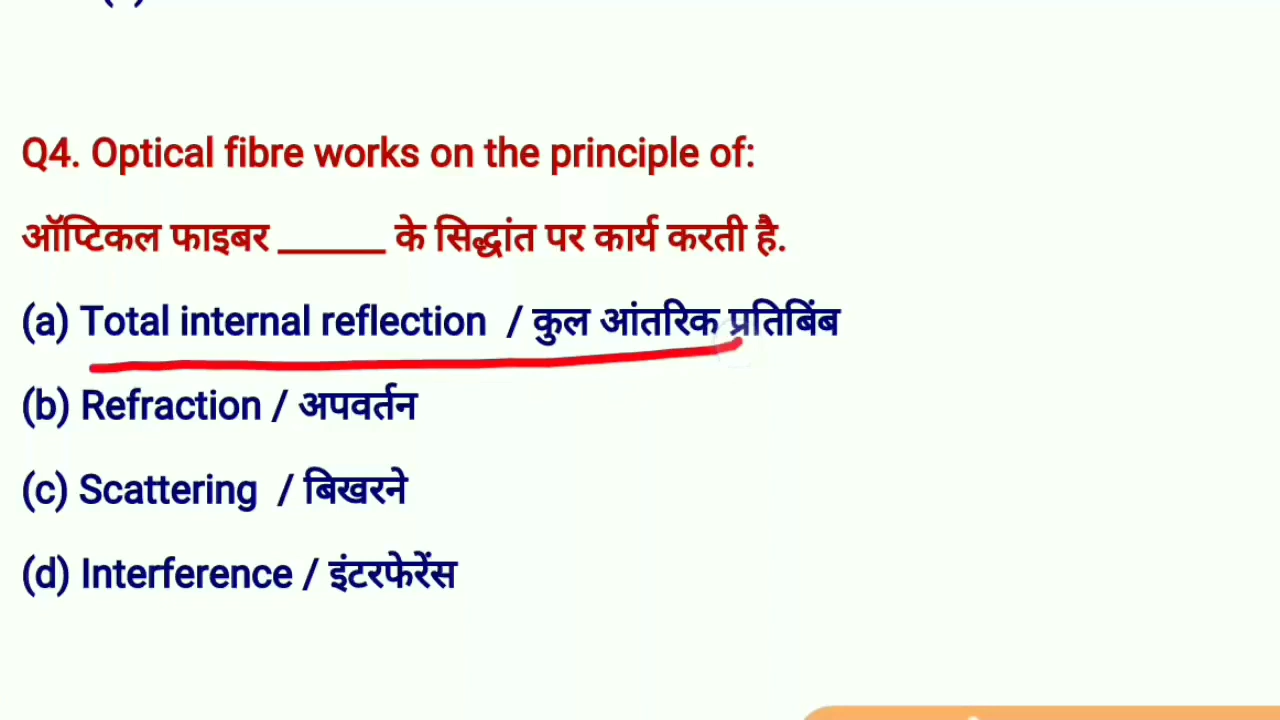 Q4. Optical fibre works on the principle of:
ऑप्टिकल फाइबर ______ के सिद्धांत पर कार्य करती है.
(a) Total internal reflection / कुल आंतरिक प्रतिबिंब
(b) Refraction / अपवर्तन
(c) Scattering / बिखरने
(d) Interference / इंटरफेरेंस